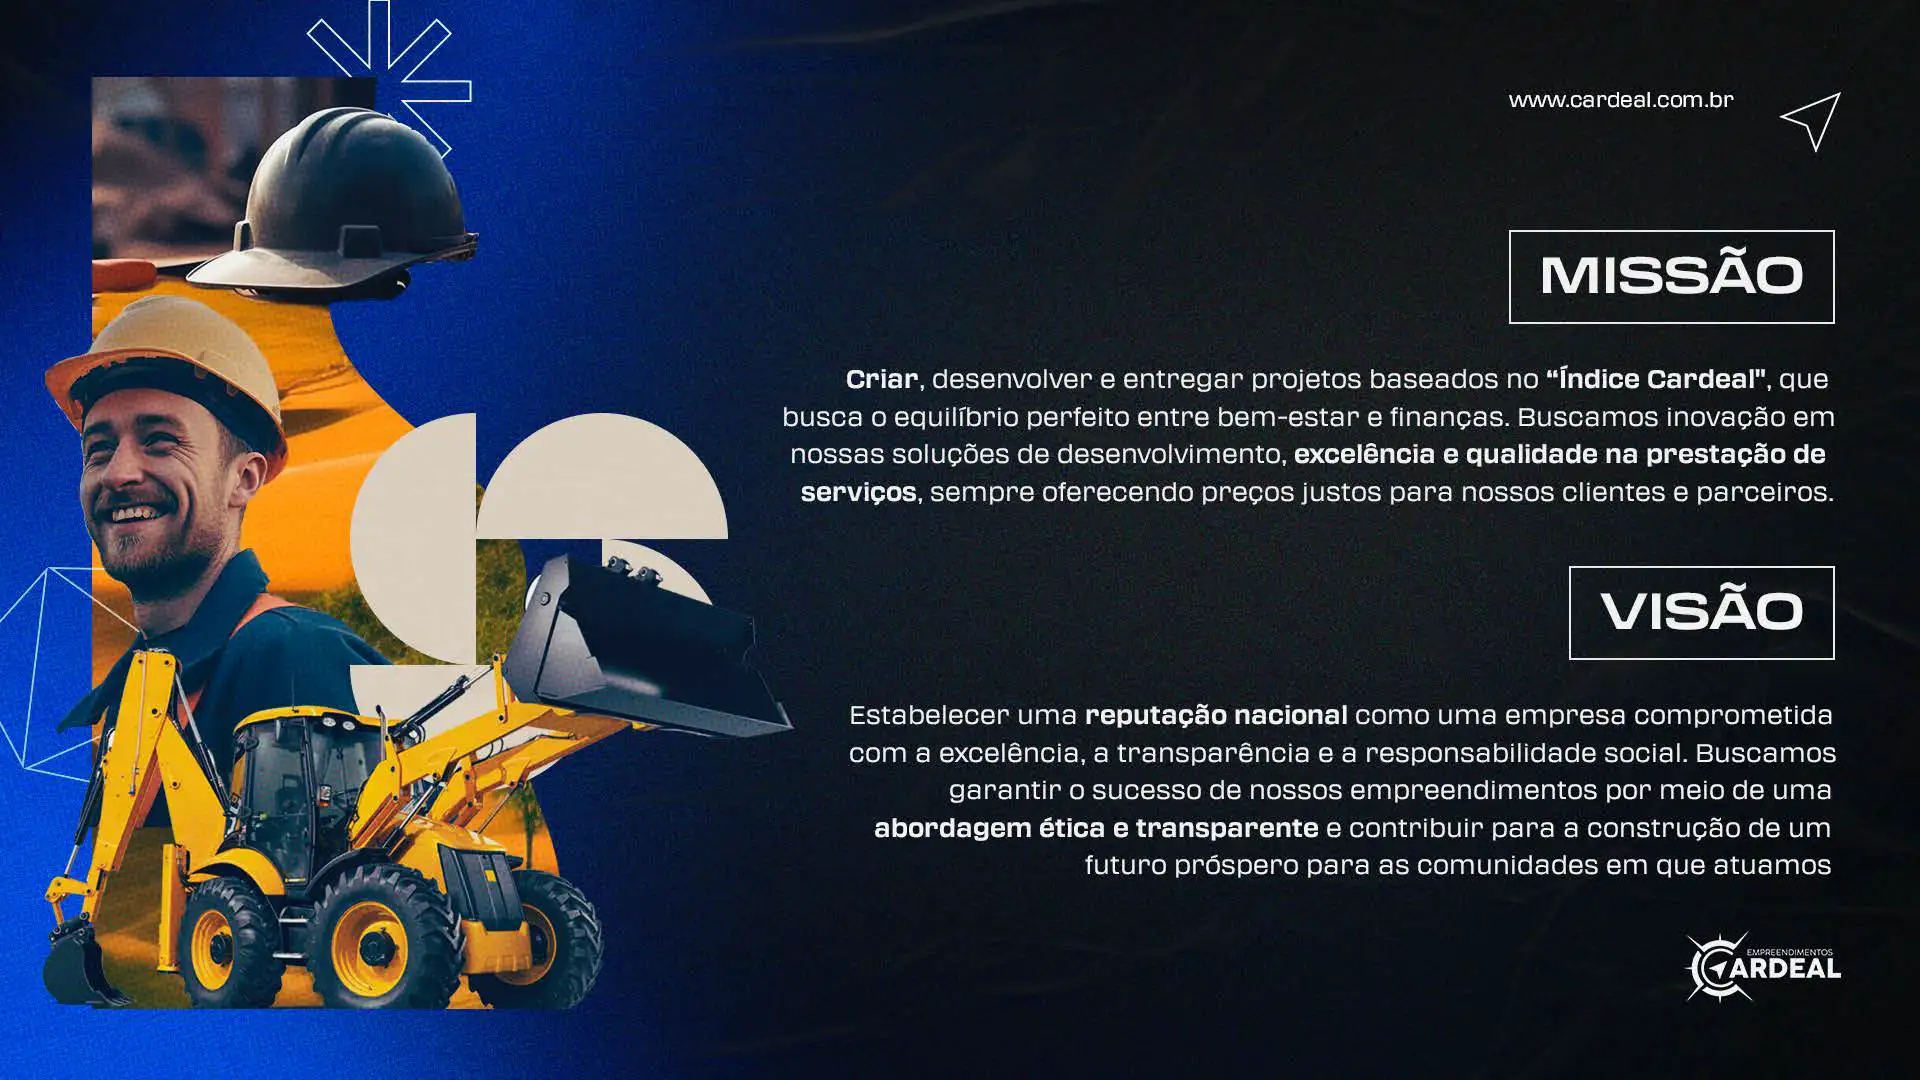 www.cardeal.com.br
MISSÃO
Criar, desenvolver e entregar projetos baseados no “Índice Cardeal", que
busca o equilíbrio perfeito entre bem-estar e finanças. Buscamos inovação em
nossas soluções de desenvolvimento, excelência e qualidade na prestação de
serviços, sempre oferecendo preços justos para nossos clientes e parceiros.
VISÃO
Estabelecer uma reputação nacional como uma empresa comprometida
com a excelência, a transparência e a responsabilidade social. Buscamos
garantir o sucesso de nossos empreendimentos por meio de uma
abordagem ética e transparente e contribuir para a construção de um
futuro próspero para as comunidades em que atuamos
EMPREENDIMENTOS
CARDEAL